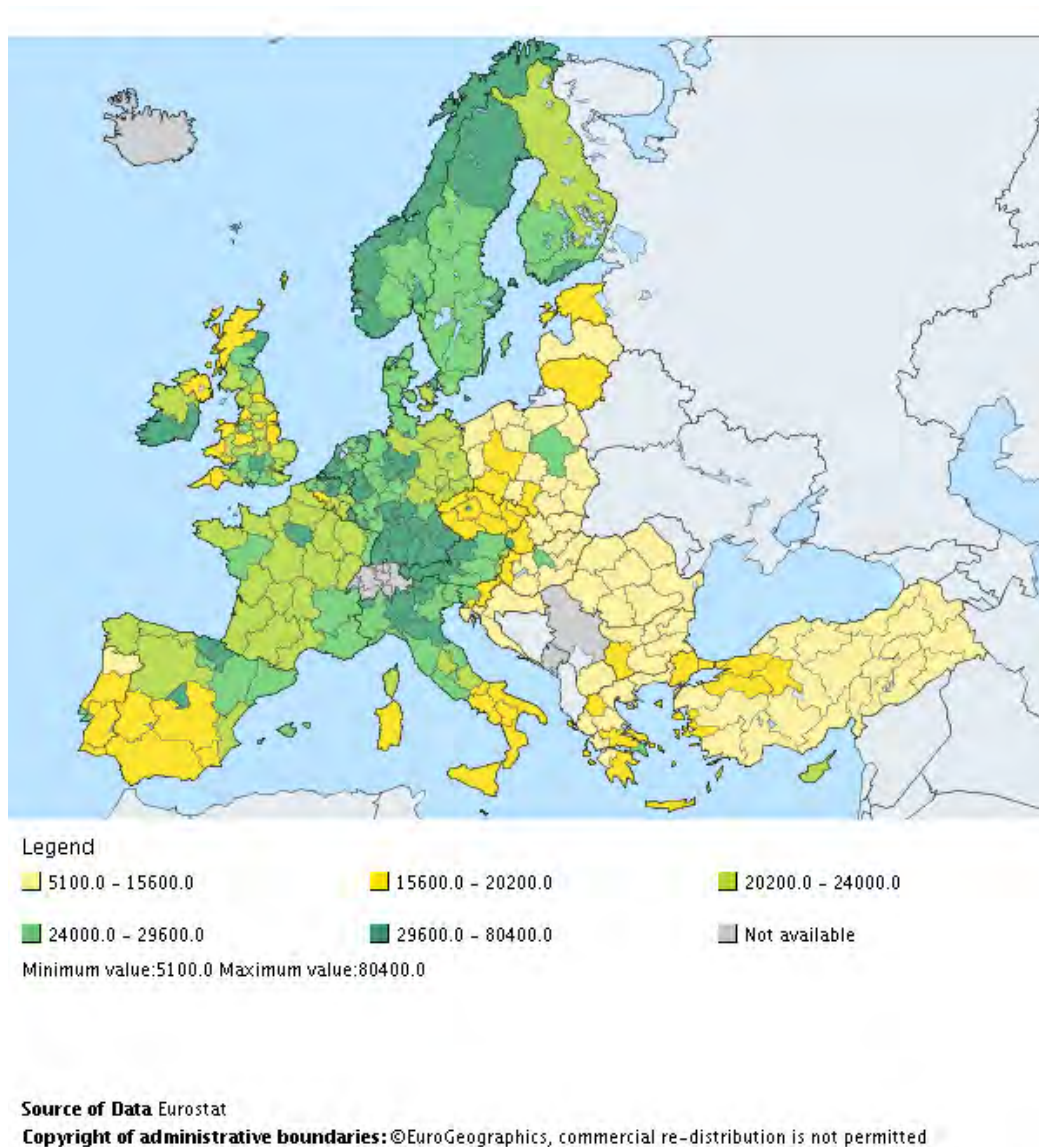 Legend
5100.0 - 15600.0 15600.0 - 20200.0 20200.0 - 24000.0
24000.0 - 29600.0 29600.0 - 80400.0 Not available
Minimum value:5100.0 Maximum value:80400.0
Source of Data Eurostat
Copyright of administrative boundaries: ©EuroGeographics, commercial re-distribution is not permitted